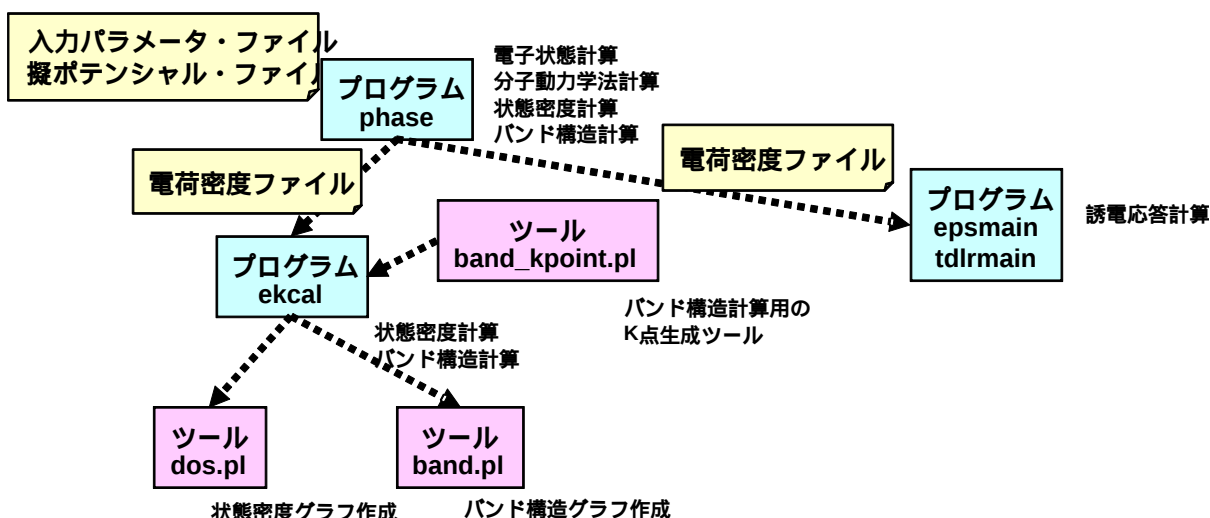 入力パラメータ・ファイル
擬ポテンシャル・ファイル
プログラム
phase
電子状態計算
分子動力学法計算
状態密度計算
バンド構造計算
電荷密度ファイル
電荷密度ファイル
プログラム
epsmain
tdlrmain
誘電応答計算
ツール
band_kpoint.pl
プログラム
ekcal
バンド構造計算用の
K点生成ツール
状態密度計算
バンド構造計算
ツール
dos.pl
ツール
band.pl
状態密度グラフ作成
バンド構造グラフ作成